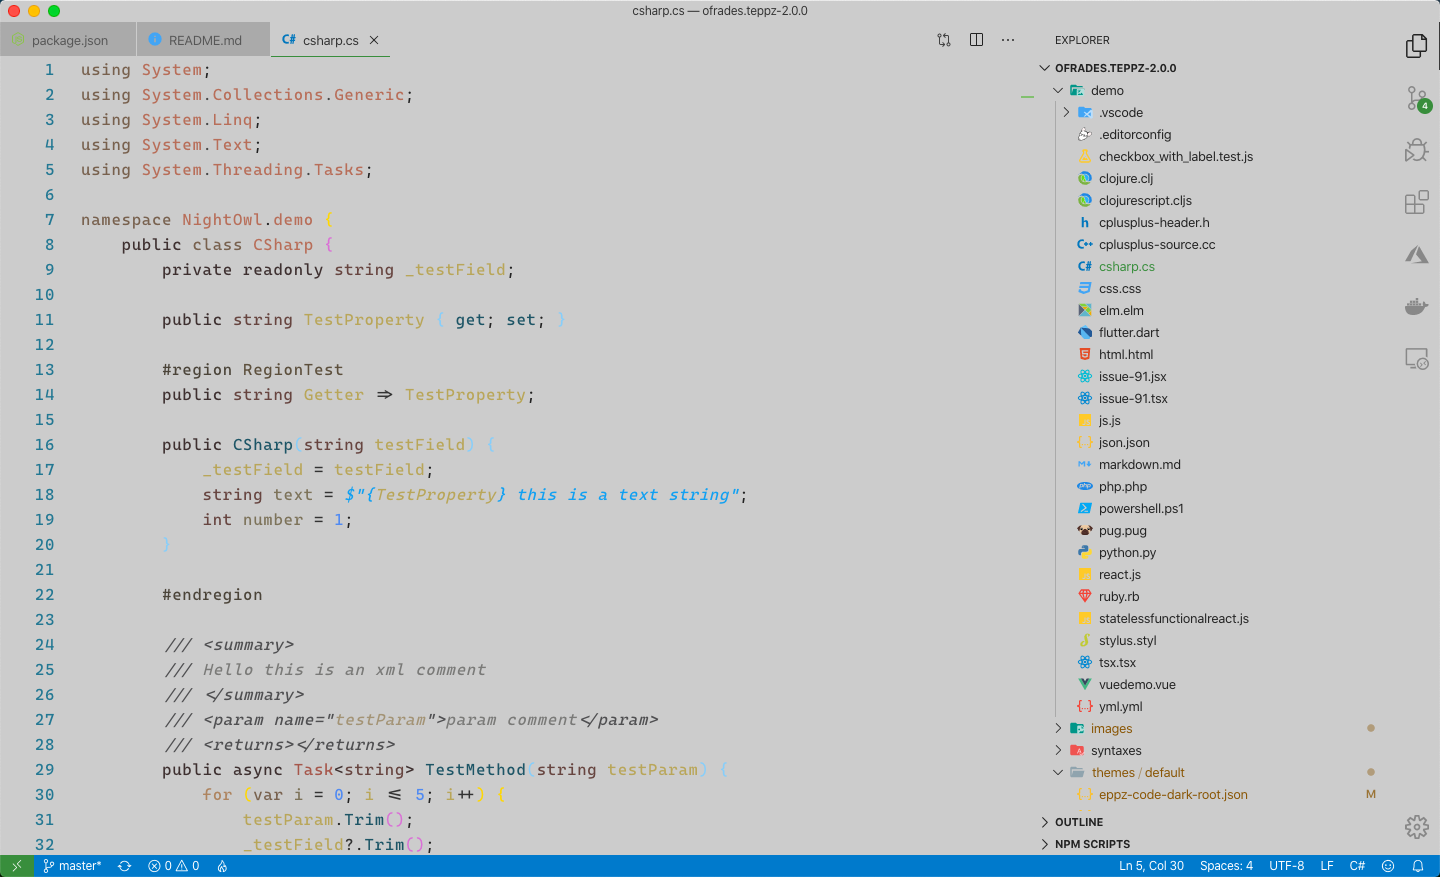 csharp.cs — ofrades.teppz-2.0.0
package.json
README.md
C# csharp.cs
1 using System;
2 using System.Collections.Generic;
3 using System.Linq;
4 using System.Text;
5 using System.Threading.Tasks;
6
7 namespace NightOwl.demo {
8 public class CSharp {
9 private readonly string _testField;
10
11 public string TestProperty { get; set; }
12
13 #region RegionTest
14 public string Getter => TestProperty;
15
16 public CSharp(string testField) {
17 _testField = testField;
18 string text = $"{TestProperty} this is a text string";
19 int number = 1;
20 }
21
22 #endregion
23
24 /// <summary>
25 /// Hello this is an xml comment
26 /// </summary>
27 /// <param name="testParam">param comment</param>
28 /// <returns></returns>
29 public async Task<string> TestMethod(string testParam) {
30 for (var i = 0; i <= 5; i++) {
31 testParam.Trim();
32 _testField?.Trim();
EXPLORER
OFRADES.TEPPZ-2.0.0
demo
.vscode
.editorconfig
checkbox_with_label.test.js
clojure.clj
clojurescript.cljs
h cplusplus-header.h
C++ cplusplus-source.cc
C# csharp.cs
css.css
elm.elm
flutter.dart
html.html
issue-91.jsx
issue-91.tsx
js.js
{..} json.json
markdown.md
php.php
powershell.ps1
pug.pug
python.py
react.js
ruby.rb
statelessfunctionalreact.js
stylus.styl
tsx.tsx
vuedemo.vue
{..} yml.yml
images
syntaxes
themes / default
{..} eppz-code-dark-root.json M
OUTLINE
NPM SCRIPTS
4
master*
0 0
Ln 5, Col 30
Spaces: 4
UTF-8
LF
C#